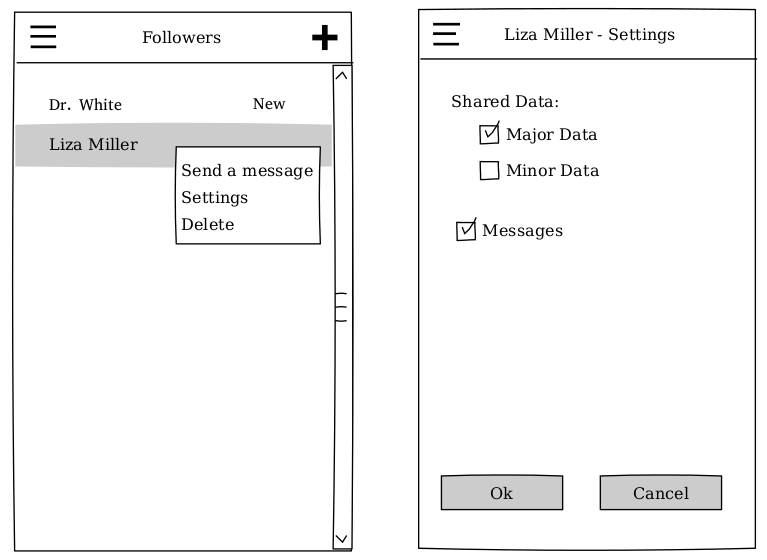 Followers
Dr. White New
Liza Miller
Send a message
Settings
Delete
Liza Miller - Settings
Shared Data:
Major Data
Minor Data
Messages
Ok Cancel